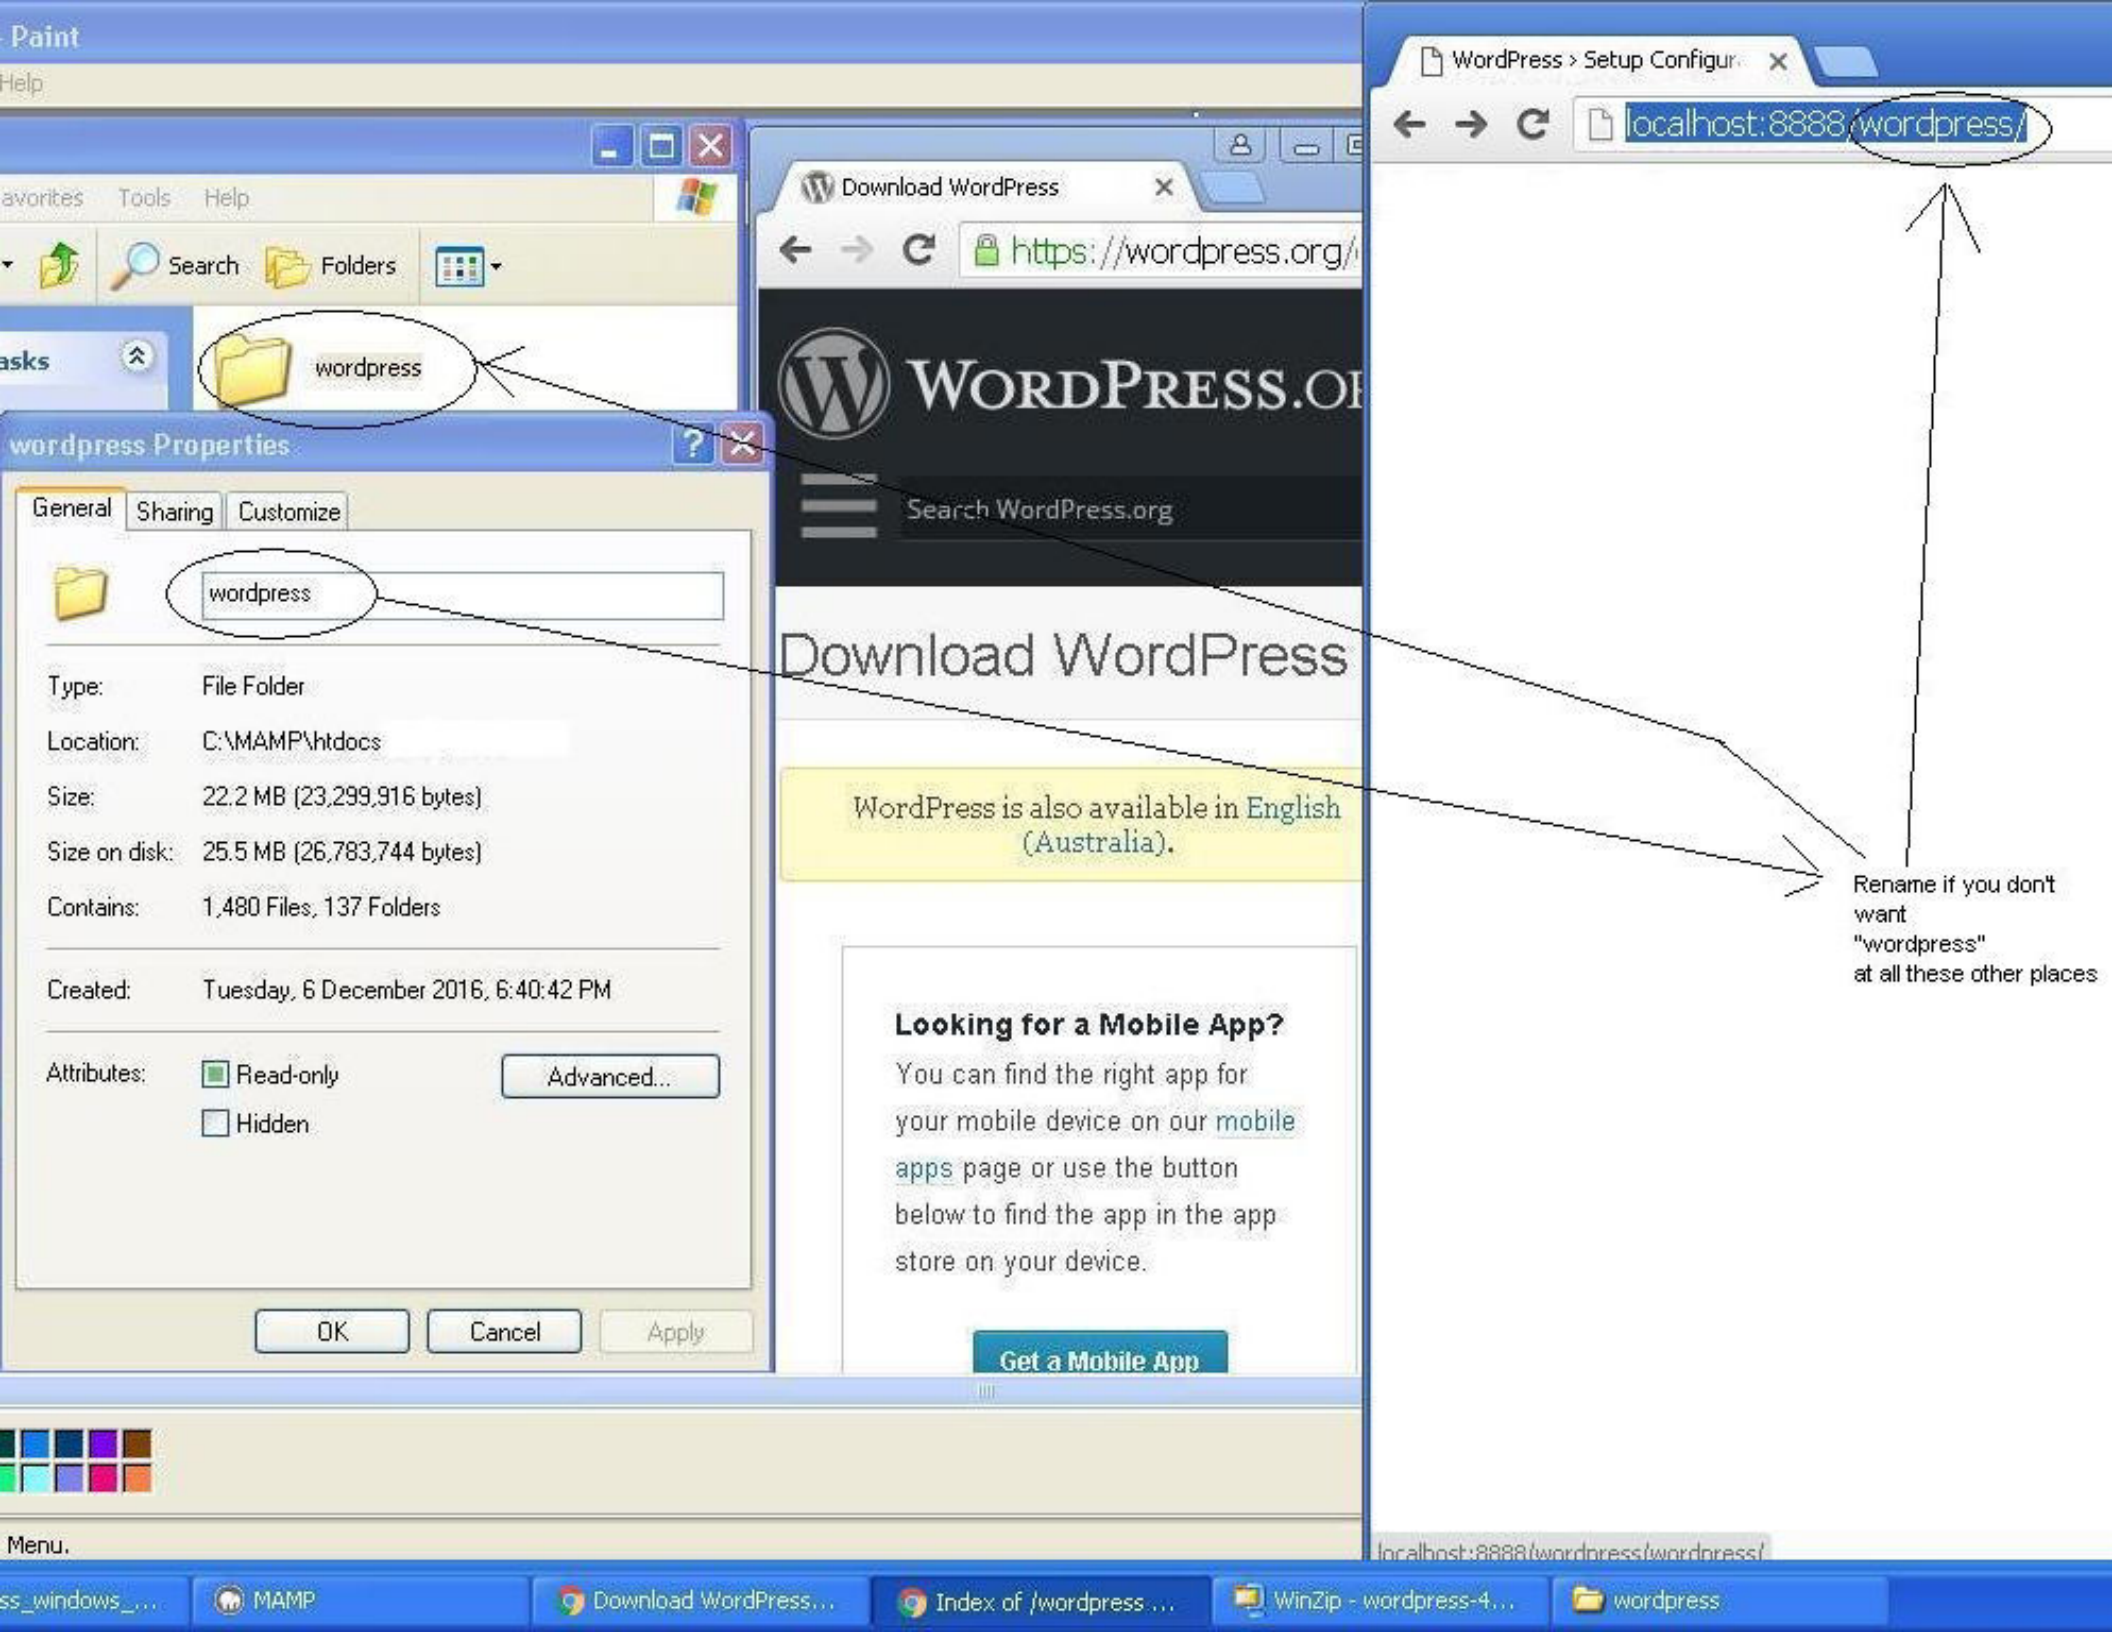 - Paint
Help
avorites Tools Help
Search Folders
asks
wordpress
wordpress Properties
General Sharing Customize
wordpress
Type: File Folder
Location: C:\MAMP\htdocs
Size: 22.2 MB (23,299,916 bytes)
Size on disk: 25.5 MB (26,783,744 bytes)
Contains: 1,480 Files, 137 Folders
Created: Tuesday, 6 December 2016, 6:40:42 PM
Attributes: Read-only Advanced...
Hidden
OK Cancel Apply
Menu.
Download WordPress
https://wordpress.org/
WORDPRESS.OR
Search WordPress.org
Download WordPress
WordPress is also available in English
(Australia).
Looking for a Mobile App?
You can find the right app for
your mobile device on our mobile
apps page or use the button
below to find the app in the app
store on your device.
Get a Mobile App
WordPress › Setup Configur
localhost:8888/wordpress/
Rename if you don't
want
"wordpress"
at all these other places
localhost:8888/wordpress/wordpress/
ss_windows_... MAMP Download WordPress... Index of /wordpress ... WinZip - wordpress-4... wordpress